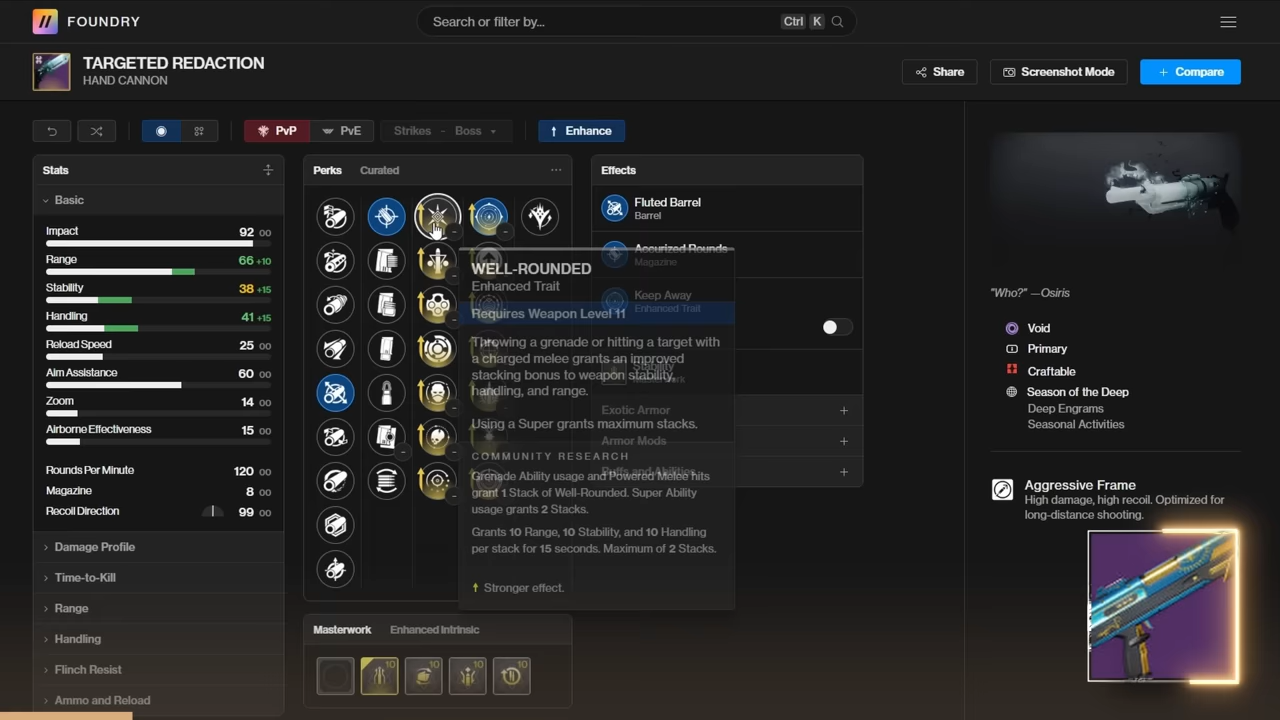 FOUNDRY
Search or filter by...
Ctrl K
TARGETED REDACTION
HAND CANNON
Share
Screenshot Mode
+ Compare
PvP
PvE
Strikes - Boss
Enhance
Stats
Basic
Impact 92 00
Range 66 +10
Stability 38 +15
Handling 41 +15
Reload Speed 25 00
Aim Assistance 60 00
Zoom 14 00
Airborne Effectiveness 15 00
Rounds Per Minute 120 00
Magazine 8 00
Recoil Direction 99 00
Damage Profile
Time-to-Kill
Range
Handling
Flinch Resist
Ammo and Reload
Perks Curated
WELL-ROUNDED
Enhanced Trait
Requires Weapon Level 11
Throwing a grenade or hitting a target with
a charged melee grants an improved
stacking bonus to weapon stability,
handling, and range.
Using a Super grants maximum stacks.
COMMUNITY RESEARCH
Grenade Ability usage and Powered Melee hits
grant 1 Stack of Well-Rounded. Super Ability
usage grants 2 Stacks.
Grants 10 Range, 10 Stability, and 10 Handling
per stack for 15 seconds. Maximum of 2 Stacks.
Stronger effect.
Masterwork Enhanced Intrinsic
10 10 10 10
Effects
Fluted Barrel
Barrel
Accurized Rounds
Magazine
Keep Away
Enhanced Trait
Stability
Exotic Armor
Armor Mods
Buffs and Abilities
"Who?" —Osiris
Void
Primary
Craftable
Season of the Deep
Deep Engrams
Seasonal Activities
Aggressive Frame
High damage, high recoil. Optimized for
long-distance shooting.